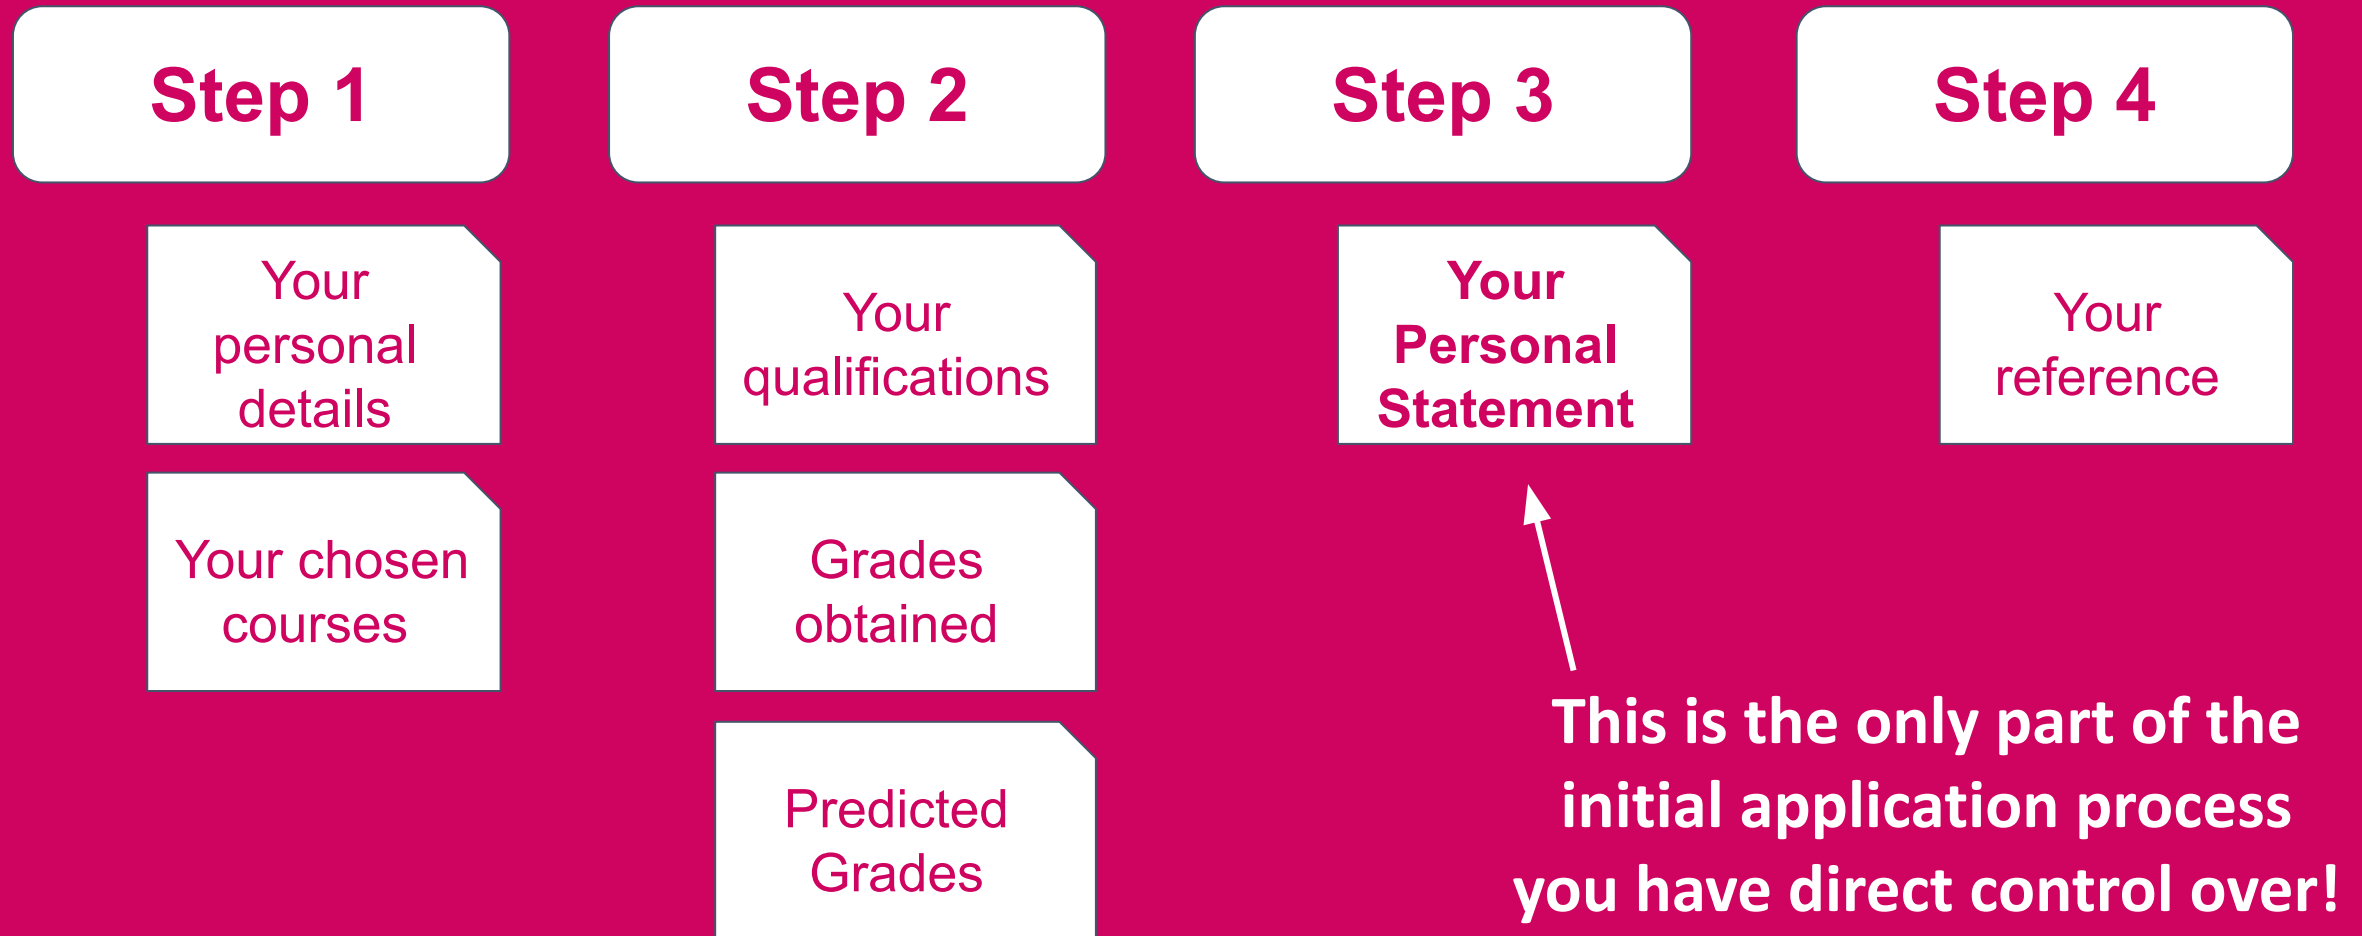 Step 1
Step 2
Step 3
Step 4
Your
personal
details
Your chosen
courses
Your
qualifications
Grades
obtained
Predicted
Grades
Your
Personal
Statement
Your
reference
This is the only part of the
initial application process
you have direct control over!